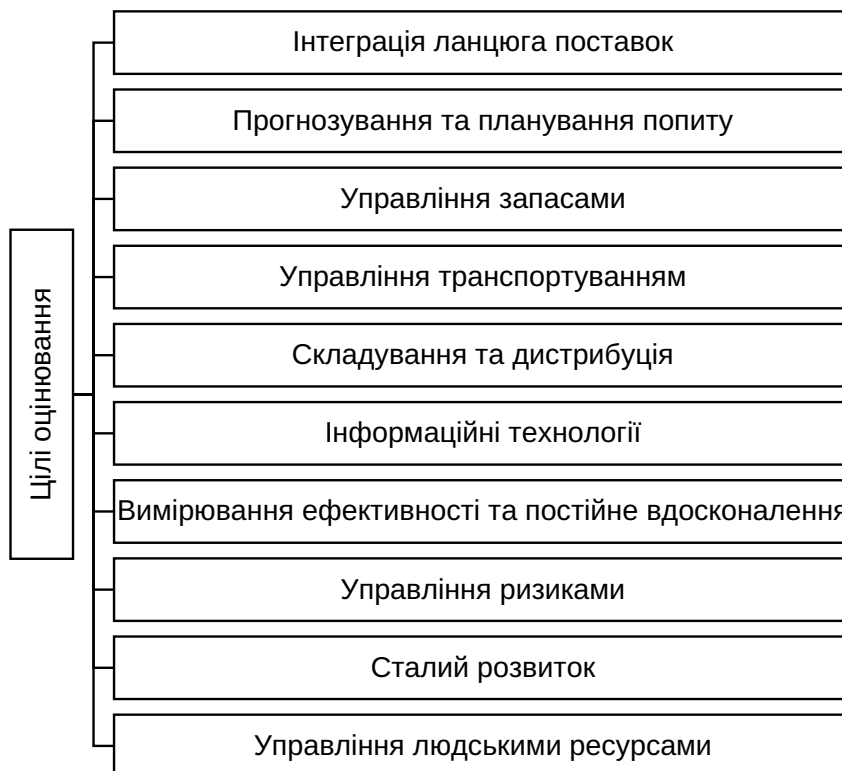 Інтеграція ланцюга поставок
Прогнозування та планування попиту
Управління запасами
Управління транспортуванням
Складування та дистрибуція
Інформаційні технології
Вимірювання ефективності та постійне вдосконалення
Управління ризиками
Сталий розвиток
Управління людськими ресурсами
Цілі оцінювання